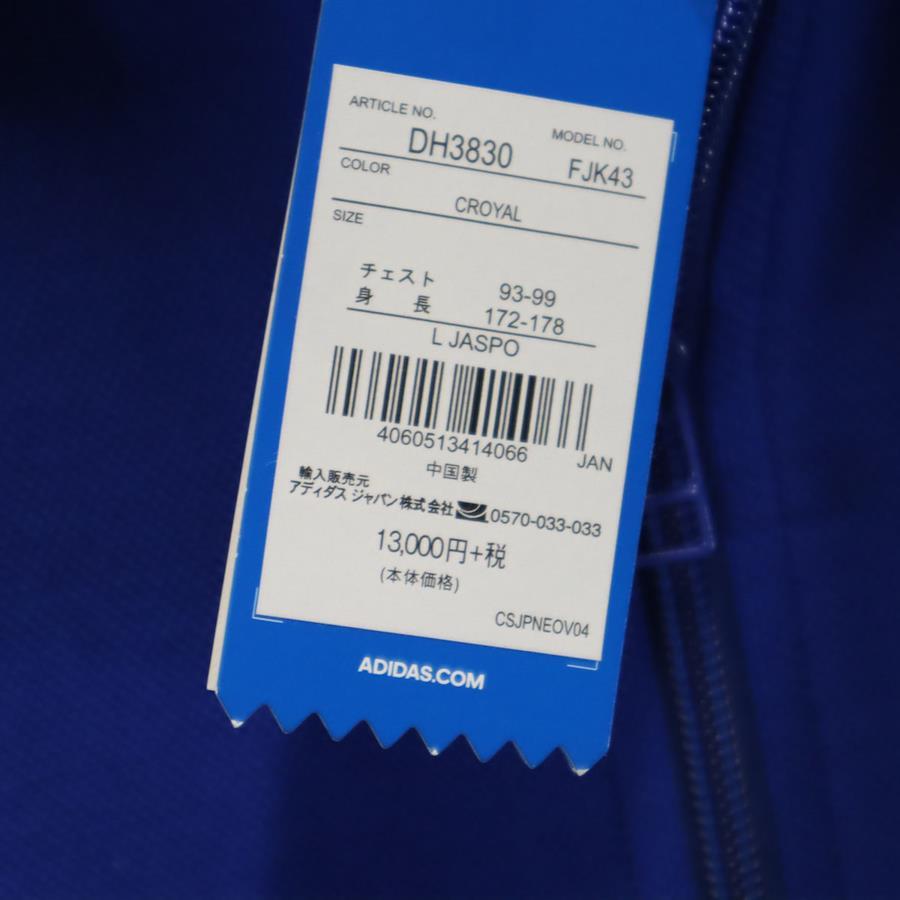 ARTICLE NO. MODEL NO.
DH3830 FJK43
COLOR
CROYAL
SIZE
チェスト 93-99
身長 172-178
L JASPO
4060513414066 JAN
中国製
輸入販売元
アディダス ジャパン株式会社 0570-033-033
13,000円+税
(本体価格)
CSJPNEOV04
ADIDAS.COM